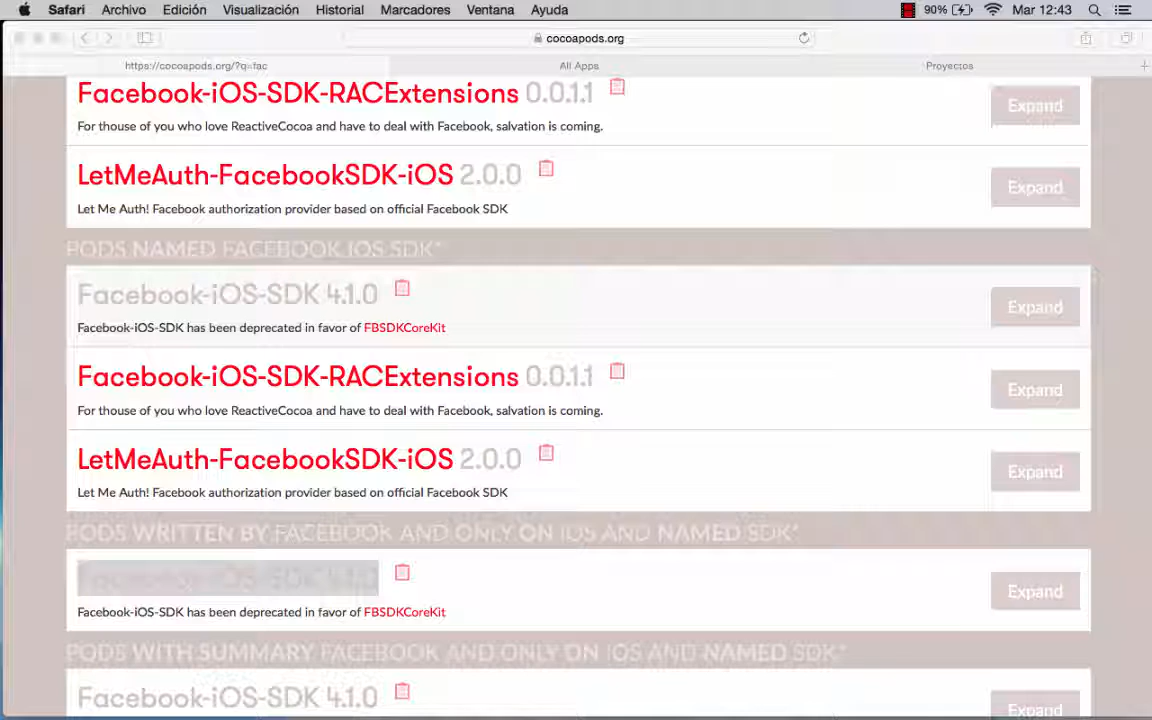 Safari Archivo Edición Visualización Historial Marcadores Ventana Ayuda 90% Mar 12:43
cocoapods.org
https://cocoapods.org/?q=fac All Apps Proyectos
Facebook-iOS-SDK-RACExtensions 0.0.1.1
Expand
For thouse of you who love ReactiveCocoa and have to deal with Facebook, salvation is coming.
LetMeAuth-FacebookSDK-iOS 2.0.0
Expand
Let Me Auth! Facebook authorization provider based on official Facebook SDK
PODS NAMED FACEBOOK IOS SDK*
Facebook-iOS-SDK 4.1.0
Expand
Facebook-iOS-SDK has been deprecated in favor of FBSDKCoreKit
Facebook-iOS-SDK-RACExtensions 0.0.1.1
Expand
For thouse of you who love ReactiveCocoa and have to deal with Facebook, salvation is coming.
LetMeAuth-FacebookSDK-iOS 2.0.0
Expand
Let Me Auth! Facebook authorization provider based on official Facebook SDK
PODS WRITTEN BY FACEBOOK AND ONLY ON IOS AND NAMED SDK*
Facebook-iOS-SDK 4.1.0
Expand
Facebook-iOS-SDK has been deprecated in favor of FBSDKCoreKit
PODS WITH SUMMARY FACEBOOK AND ONLY ON IOS AND NAMED SDK*
Facebook-iOS-SDK 4.1.0
Expand